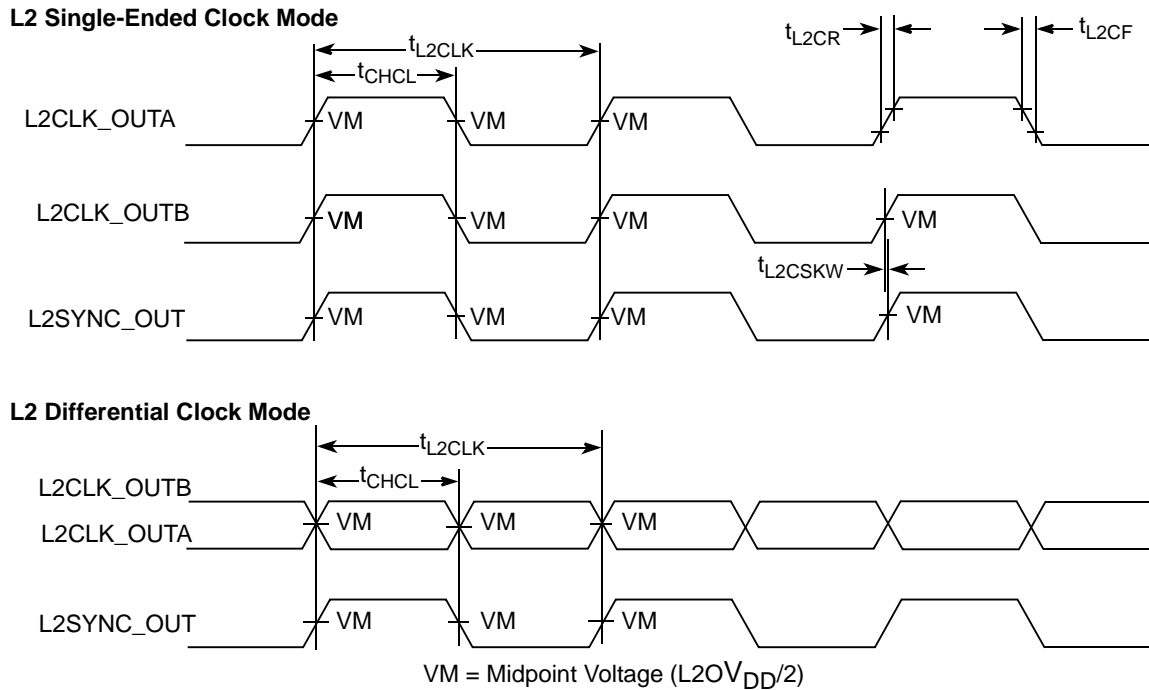 L2 Single-Ended Clock Mode
tL2CLK
tL2CR
tL2CF
tCHCL
L2CLK_OUTA
VM
VM
VM
L2CLK_OUTB
VM
VM
VM
VM
tL2CSKW
L2SYNC_OUT
VM
VM
VM
VM
L2 Differential Clock Mode
tL2CLK
tCHCL
L2CLK_OUTB
L2CLK_OUTA
VM
VM
VM
L2SYNC_OUT
VM
VM
VM
VM = Midpoint Voltage (L2OVDD/2)